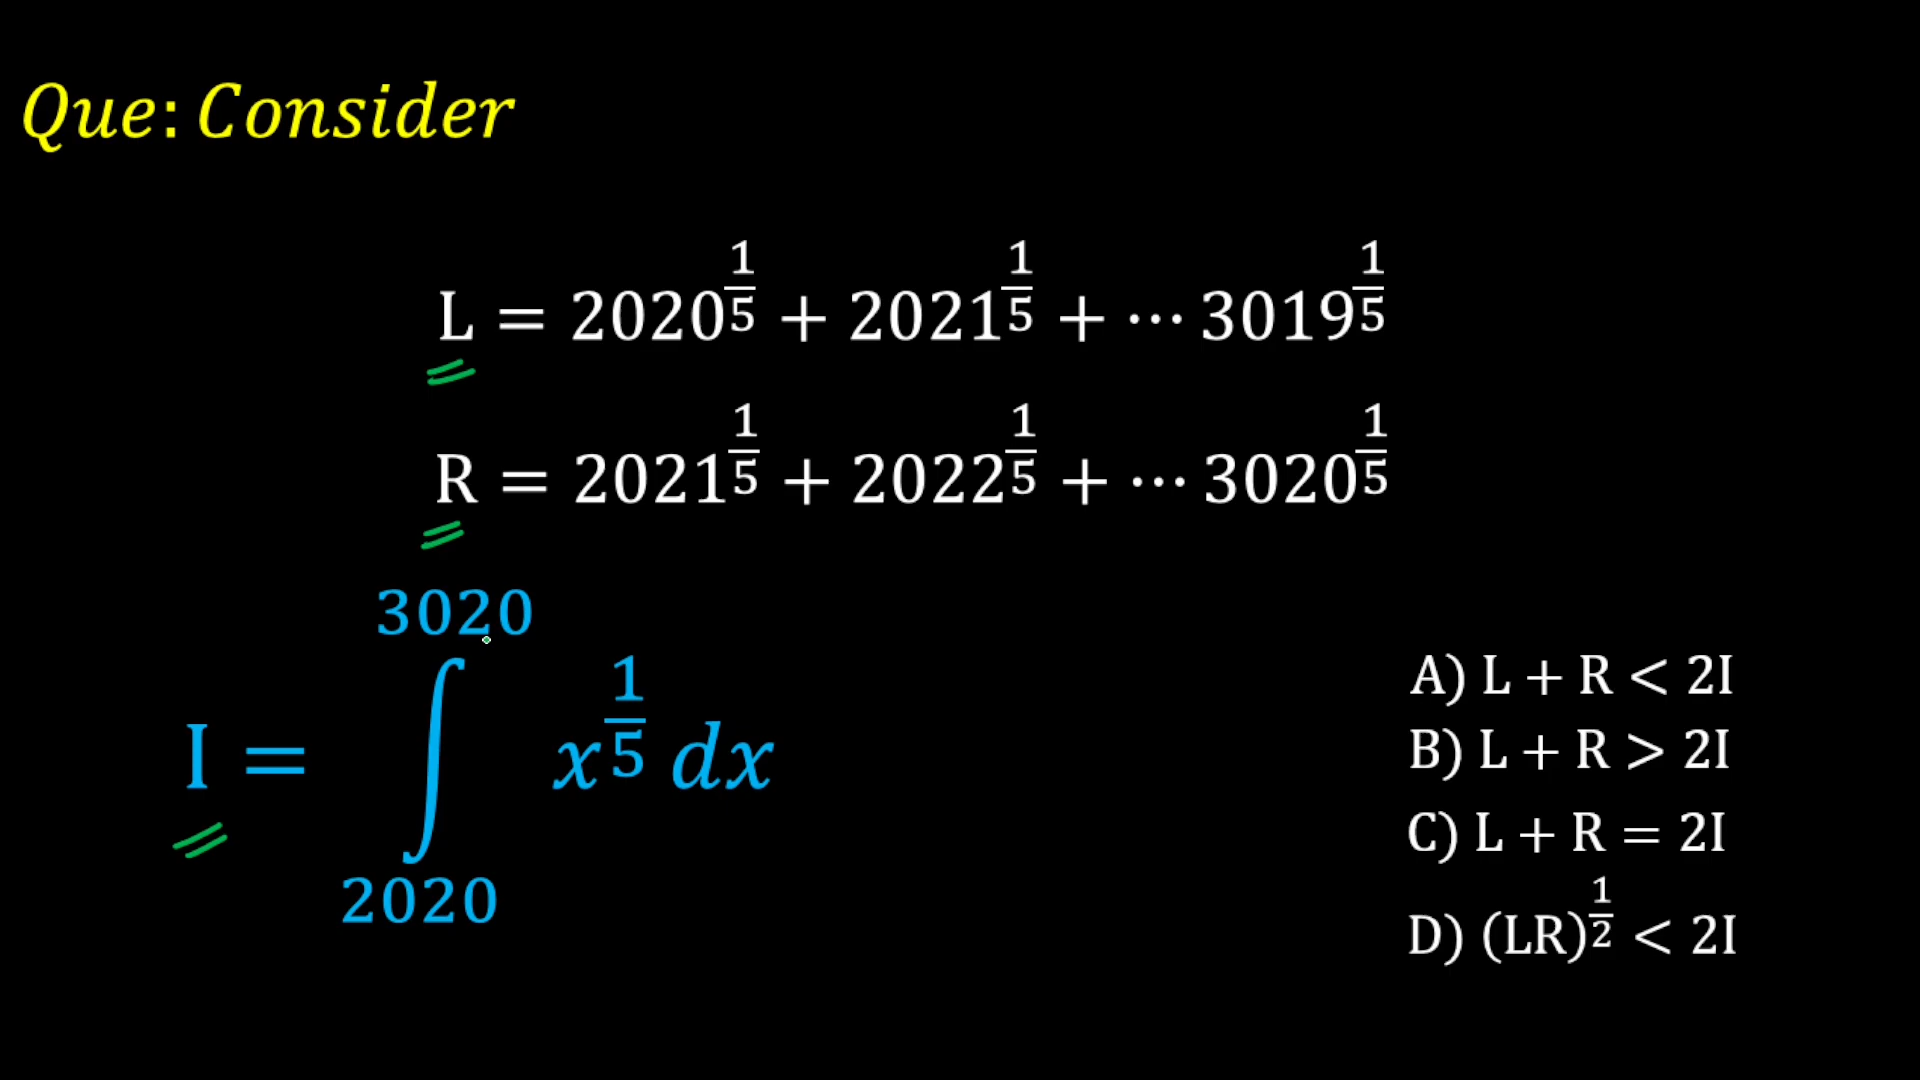 Que: Consider
L = 2020^{1/5} + 2021^{1/5} + ⋯ 3019^{1/5}
R = 2021^{1/5} + 2022^{1/5} + ⋯ 3020^{1/5}
I = ∫_{2020}^{3020} x^{1/5} dx
A) L + R < 2I
B) L + R > 2I
C) L + R = 2I
D) (LR)^{1/2} < 2I